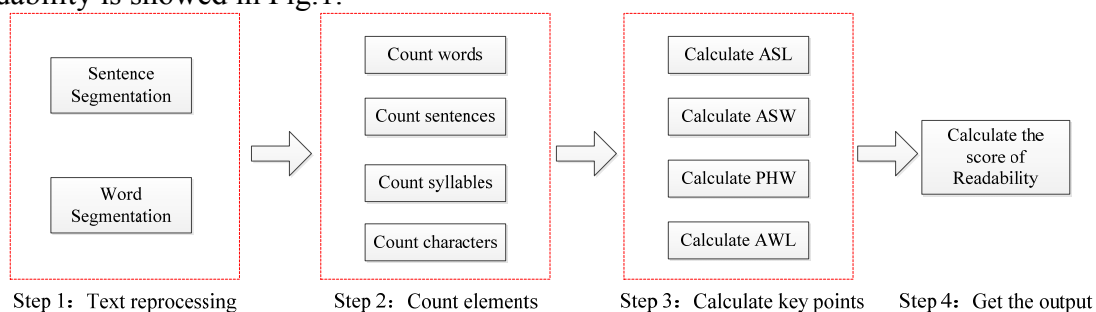 dability is showed in Fig.1.
Sentence
Segmentation
Word
Segmentation
Count words
Count sentences
Count syllables
Count characters
Calculate ASL
Calculate ASW
Calculate PHW
Calculate AWL
Calculate the
score of
Readability
Step 1：Text reprocessing
Step 2：Count elements
Step 3：Calculate key points
Step 4：Get the output